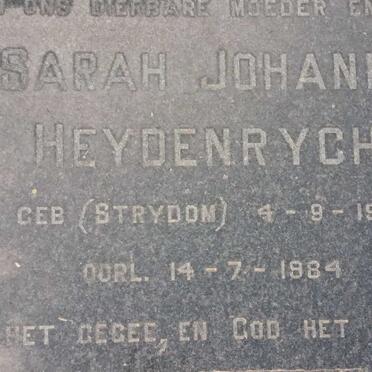 ONS DIERBARE MOEDER EN
SARAH JOHAN
HEYDENRYCH
GEB (STRYDOM) 4-9-19
OORL. 14-7-1984
HET GEGEE, EN GOD HET